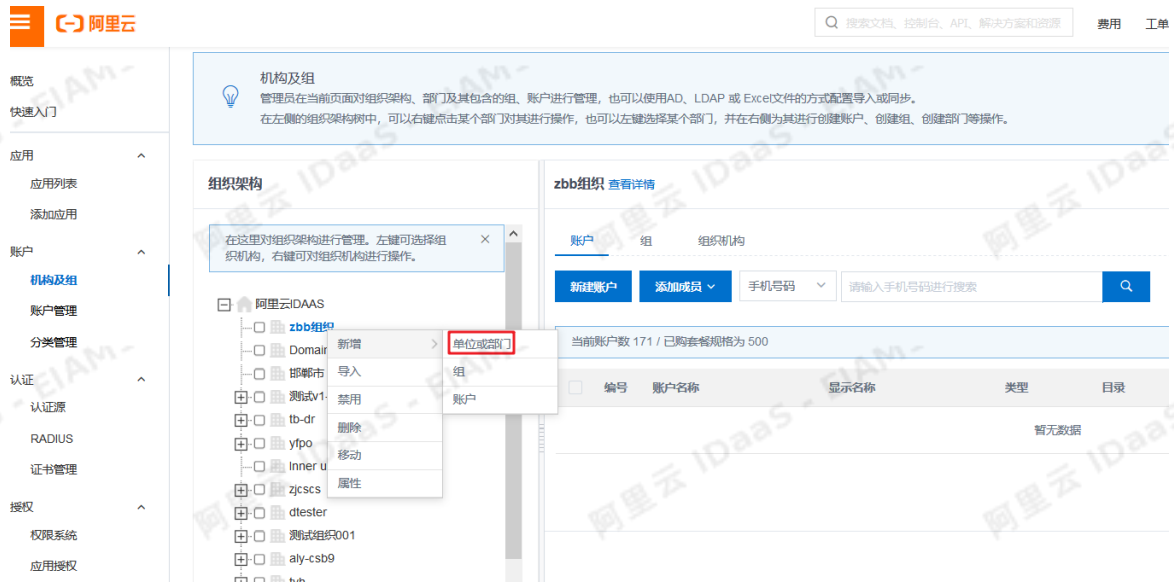 阿里云
搜索文档、控制台、API、解决方案和资源
费用
工单
概览
快速入门
应用
应用列表
添加应用
账户
机构及组
账户管理
分类管理
认证
认证源
RADIUS
证书管理
授权
权限系统
应用授权
机构及组
管理员在当前页面对组织架构、部门及其包含的组、账户进行管理，也可以使用AD、LDAP 或 Excel文件的方式配置导入或同步。
在左侧的组织架构树中，可以右键点击某个部门对其进行操作，也可以左键选择某个部门，并在右侧为其进行创建账户、创建组、创建部门等操作。
组织架构
在这里对组织架构进行管理。左键可选择组
织机构，右键可对组织机构进行操作。
阿里云IDAAS
zbb组织
Domain
邯郸市
测试v1-
tb-dr
yfpo
Inner u
zjcscs
dtester
测试组织001
aly-csb9
新增
导入
禁用
删除
移动
属性
单位或部门
组
账户
zbb组织 查看详情
账户
组
组织机构
新建账户
添加成员
手机号码
请输入手机号码进行搜索
当前账户数 171 / 已购套餐规格为 500
编号
账户名称
显示名称
类型
目录
暂无数据
阿里云 IDaaS - EIAM-